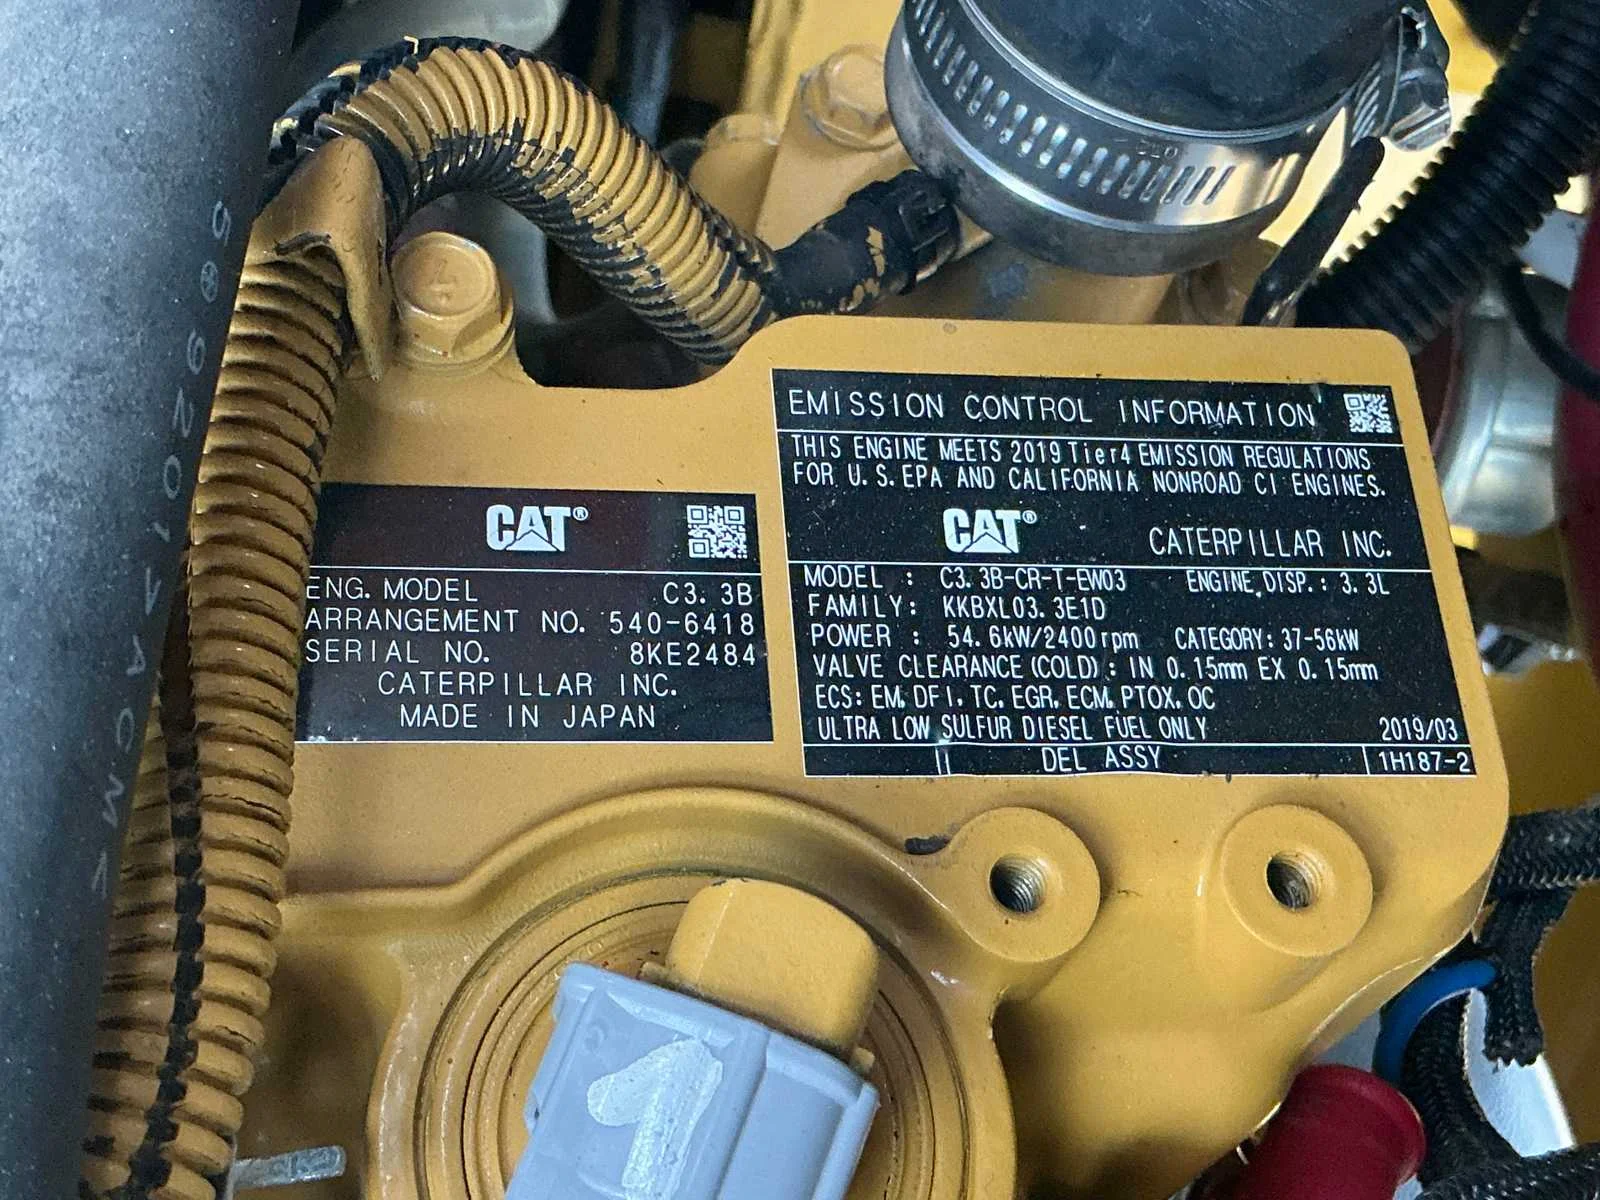 589201AACM
CAT®
ENG. MODEL C3.3B
ARRANGEMENT NO. 540-6418
SERIAL NO. 8KE2484
CATERPILLAR INC.
MADE IN JAPAN
EMISSION CONTROL INFORMATION
THIS ENGINE MEETS 2019 Tier4 EMISSION REGULATIONS
FOR U.S.EPA AND CALIFORNIA NONROAD CI ENGINES.
CAT® CATERPILLAR INC.
MODEL : C3.3B-CR-T-EW03 ENGINE.DISP.: 3.3L
FAMILY: KKBXL03.3E1D
POWER : 54.6kW/2400rpm CATEGORY: 37-56kW
VALVE CLEARANCE(COLD): IN 0.15mm EX 0.15mm
ECS: EM, DFI, TC, EGR, ECM, PTOX, OC
ULTRA LOW SULFUR DIESEL FUEL ONLY 2019/03
DEL ASSY 1H187-2